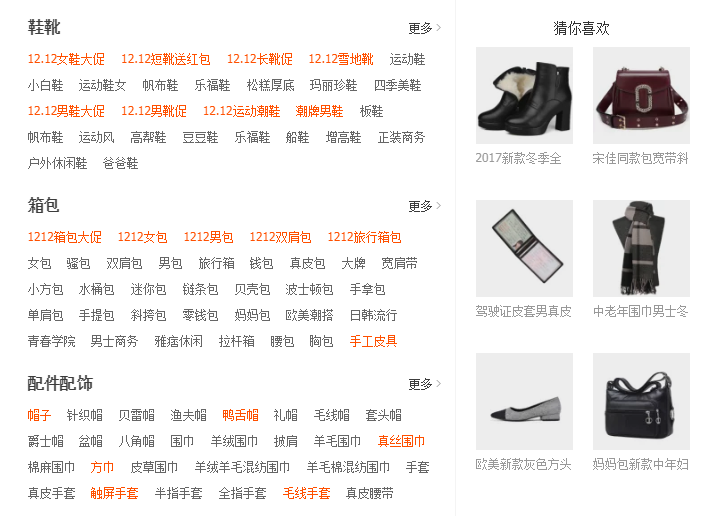 鞋靴 更多
12.12女鞋大促 12.12短靴送红包 12.12长靴促 12.12雪地靴 运动鞋
小白鞋 运动鞋女 帆布鞋 乐福鞋 松糕厚底 玛丽珍鞋 四季美鞋
12.12男鞋大促 12.12男靴促 12.12运动潮鞋 潮牌男鞋 板鞋
帆布鞋 运动风 高帮鞋 豆豆鞋 乐福鞋 船鞋 增高鞋 正装商务
户外休闲鞋 爸爸鞋
箱包 更多
1212箱包大促 1212女包 1212男包 1212双肩包 1212旅行箱包
女包 骚包 双肩包 男包 旅行箱 钱包 真皮包 大牌 宽肩带
小方包 水桶包 迷你包 链条包 贝壳包 波士顿包 手拿包
单肩包 手提包 斜挎包 零钱包 妈妈包 欧美潮搭 日韩流行
青春学院 男士商务 雅痞休闲 拉杆箱 腰包 胸包 手工皮具
配件配饰 更多
帽子 针织帽 贝雷帽 渔夫帽 鸭舌帽 礼帽 毛线帽 套头帽
爵士帽 盆帽 八角帽 围巾 羊绒围巾 披肩 羊毛围巾 真丝围巾
棉麻围巾 方巾 皮草围巾 羊绒羊毛混纺围巾 羊毛棉混纺围巾 手套
真皮手套 触屏手套 半指手套 全指手套 毛线手套 真皮腰带
猜你喜欢
2017新款冬季全 宋佳同款包宽带斜
驾驶证皮套男真皮 中老年围巾男士冬
欧美新款灰色方头 妈妈包新款中年妇